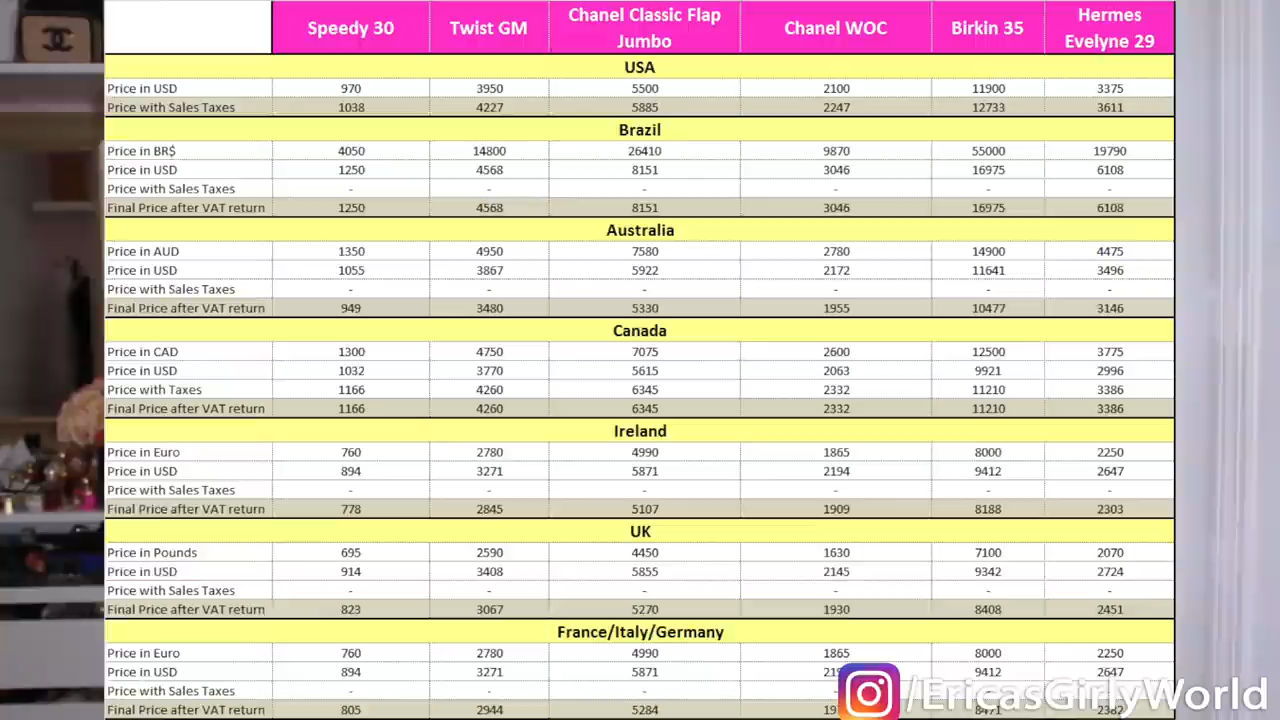 Speedy 30 Twist GM Chanel Classic Flap Jumbo Chanel WOC Birkin 35 Hermes Evelyne 29
USA
Price in USD 970 3950 5500 2100 11900 3375
Price with Sales Taxes 1038 4227 5885 2247 12733 3611
Brazil
Price in BR$ 4050 14800 26410 9870 55000 19790
Price in USD 1250 4568 8151 3046 16975 6108
Price with Sales Taxes - - - - - -
Final Price after VAT return 1250 4568 8151 3046 16975 6108
Australia
Price in AUD 1350 4950 7580 2780 14900 4475
Price in USD 1055 3867 5922 2172 11641 3496
Price with Sales Taxes - - - - - -
Final Price after VAT return 949 3480 5330 1955 10477 3146
Canada
Price in CAD 1300 4750 7075 2600 12500 3775
Price in USD 1032 3770 5615 2063 9921 2996
Price with Taxes 1166 4260 6345 2332 11210 3386
Final Price after VAT return 1166 4260 6345 2332 11210 3386
Ireland
Price in Euro 760 2780 4990 1865 8000 2250
Price in USD 894 3271 5871 2194 9412 2647
Price with Sales Taxes - - - - - -
Final Price after VAT return 778 2845 5107 1909 8188 2303
UK
Price in Pounds 695 2590 4450 1630 7100 2070
Price in USD 914 3408 5855 2145 9342 2724
Price with Sales Taxes - - - - - -
Final Price after VAT return 823 3067 5270 1930 8408 2451
France/Italy/Germany
Price in Euro 760 2780 4990 1865 8000 2250
Price in USD 894 3271 5871 9412 2647
Price with Sales Taxes - - -
Final Price after VAT return 805 2944 5284
/EricasGirlyWorld